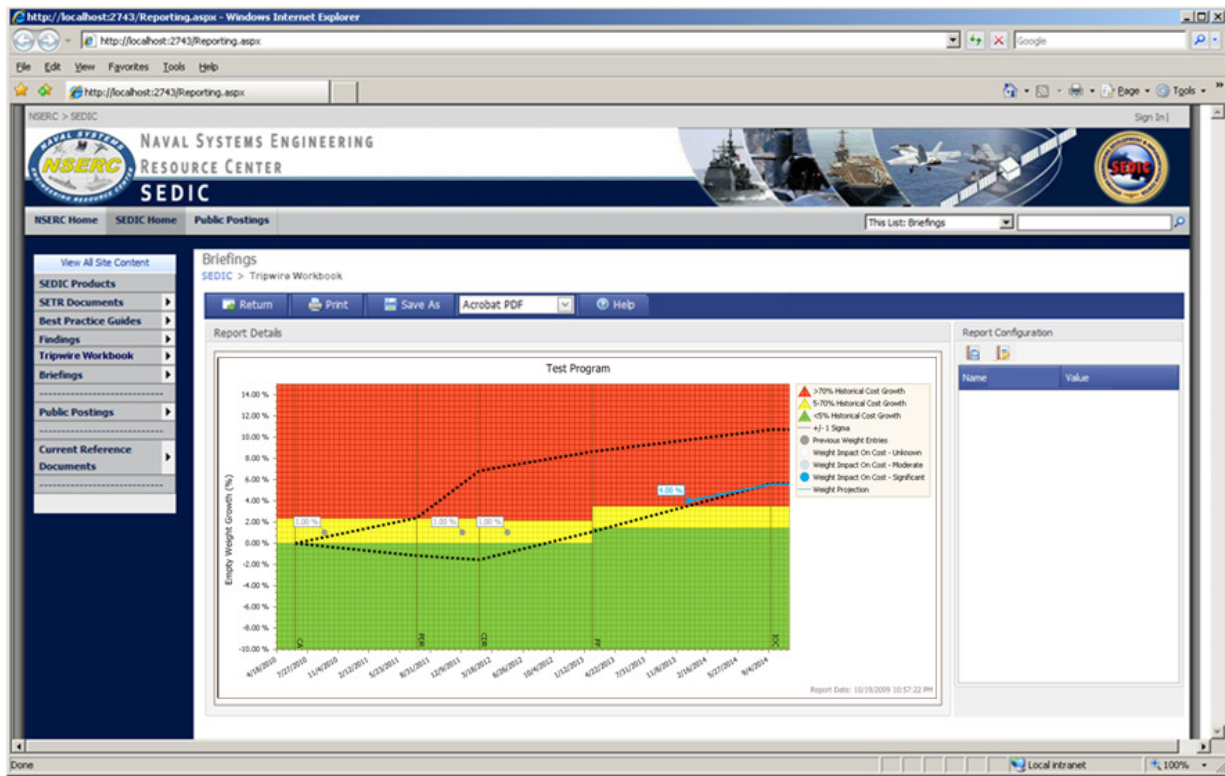 http://localhost:2743/Reporting.aspx - Windows Internet Explorer
http://localhost:2743/Reporting.aspx
Google
File Edit View Favorites Tools Help
http://localhost:2743/Reporting.aspx
Page Tools
NSERC > SEDIC
Sign In |
NAVAL SYSTEMS
NSERC
NAVAL SYSTEMS ENGINEERING
RESOURCE CENTER
SEDIC
SEDIC
NSERC Home SEDIC Home Public Postings
This List: Briefings
View All Site Content
SEDIC Products
SETR Documents
Best Practice Guides
Findings
Tripwire Workbook
Briefings
Public Postings
Current Reference
Documents
Briefings
SEDIC > Tripwire Workbook
Return Print Save As Acrobat PDF Help
Report Details
Test Program
Empty Weight Growth (%)
14.00 %
12.00 %
10.00 %
8.00 %
6.00 %
4.00 %
2.00 %
0.00 %
-2.00 %
-4.00 %
-6.00 %
-8.00 %
-10.00 %
1.00 %
1.00 %
1.00 %
4.00 %
CA
PDR
CDR
FF
IOC
4/18/2010
7/27/2010
11/4/2010
2/12/2011
5/23/2011
8/31/2011
12/9/2011
3/18/2012
6/26/2012
10/4/2012
1/12/2013
4/22/2013
7/31/2013
11/8/2013
2/16/2014
5/27/2014
9/4/2014
>70% Historical Cost Growth
5-70% Historical Cost Growth
<5% Historical Cost Growth
+/- 1 Sigma
Previous Weight Entries
Weight Impact On Cost - Unknown
Weight Impact On Cost - Moderate
Weight Impact On Cost - Significant
Weight Projection
Report Date: 10/19/2009 10:57:22 PM
Report Configuration
Name Value
Done
Local intranet
100%